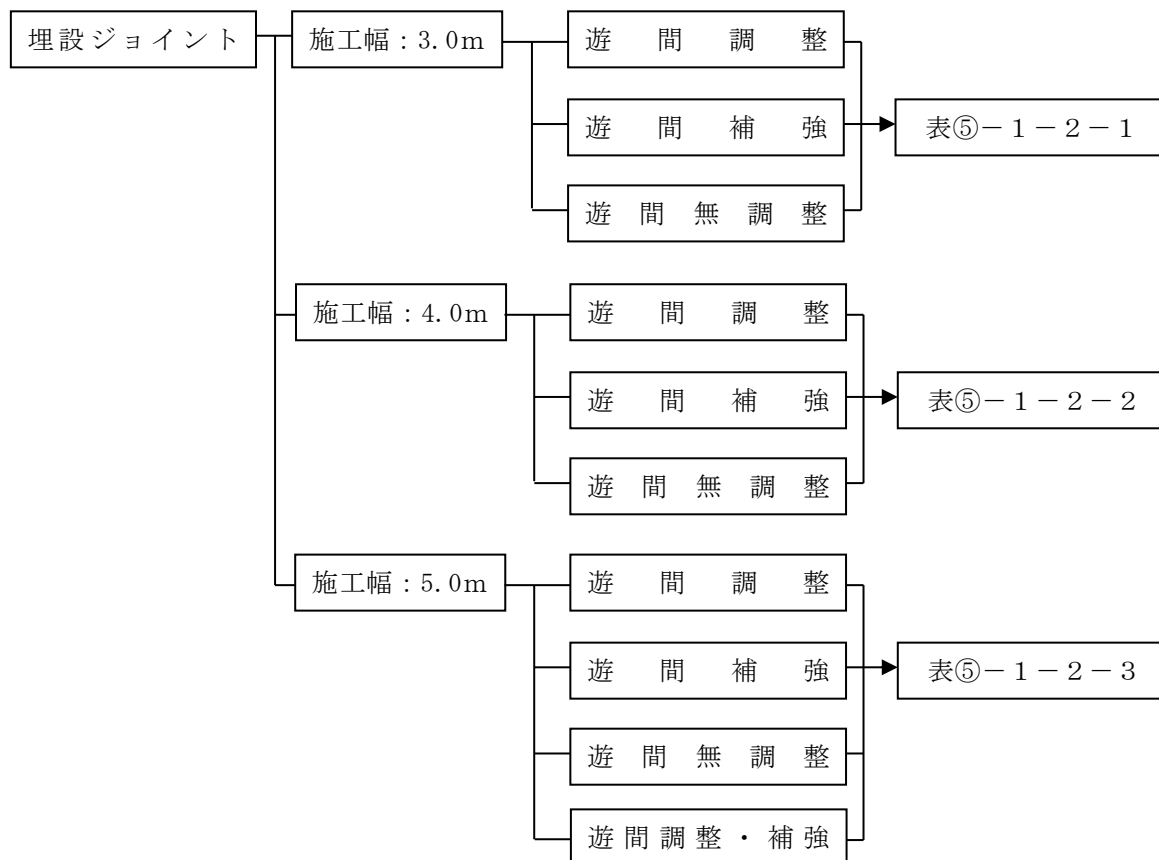 埋設ジョイント
施工幅：3.0m
遊間調整
遊間補強
遊間無調整
表⑤－１－２－１
施工幅：4.0m
遊間調整
遊間補強
遊間無調整
表⑤－１－２－２
施工幅：5.0m
遊間調整
遊間補強
遊間無調整
遊間調整・補強
表⑤－１－２－３